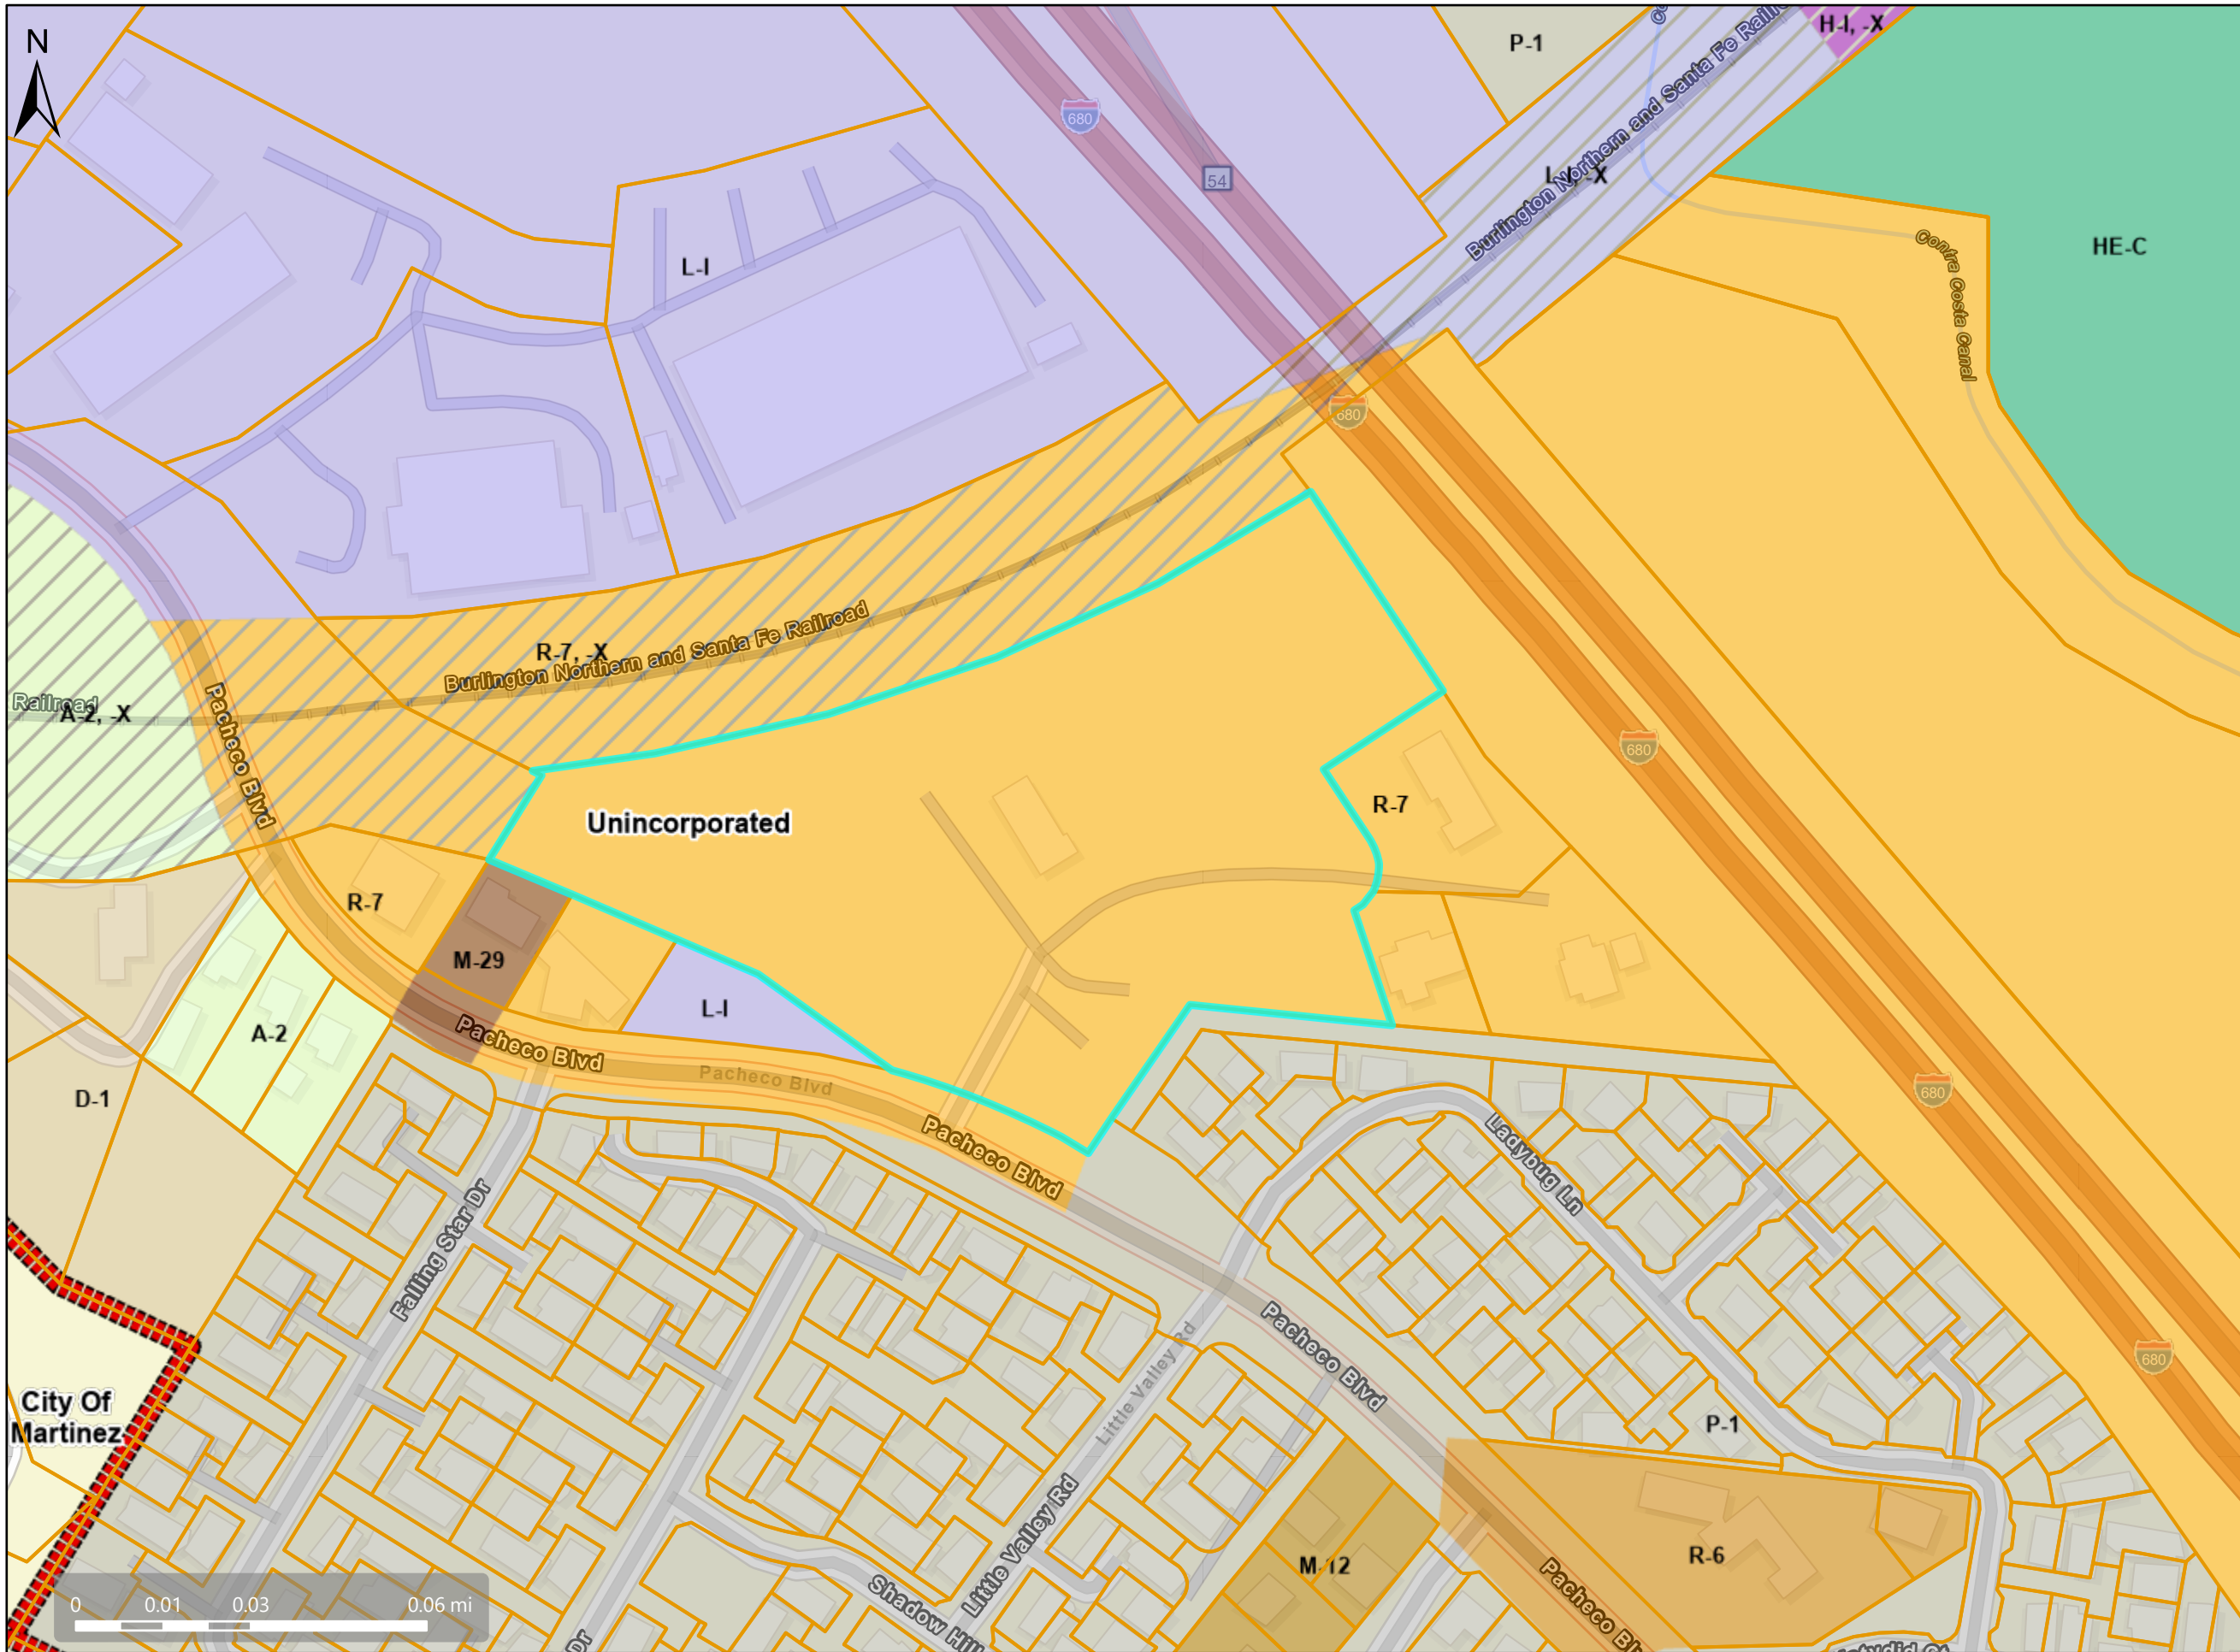 N
H-I, -X
P-1
Burlington Northern and Santa Fe Railro
680
54
L-I, -X
HE-C
Contra Costa Canal
L-I
680
R-7, -X
Burlington Northern and Santa Fe Railroad
Railroad
A-2, -X
Pacheco Blvd
680
Unincorporated
R-7
R-7
M-29
L-I
A-2
Pacheco Blvd
Pacheco Blvd
D-1
680
Pacheco Blvd
Ladybug Ln
Falling Star Dr
Pacheco Blvd
680
Little Valley Rd
City Of
Martinez
P-1
Little Valley Rd
M-12
R-6
Pacheco Blv
Shadow Hill
Dr
0 0.01 0.03 0.06 mi